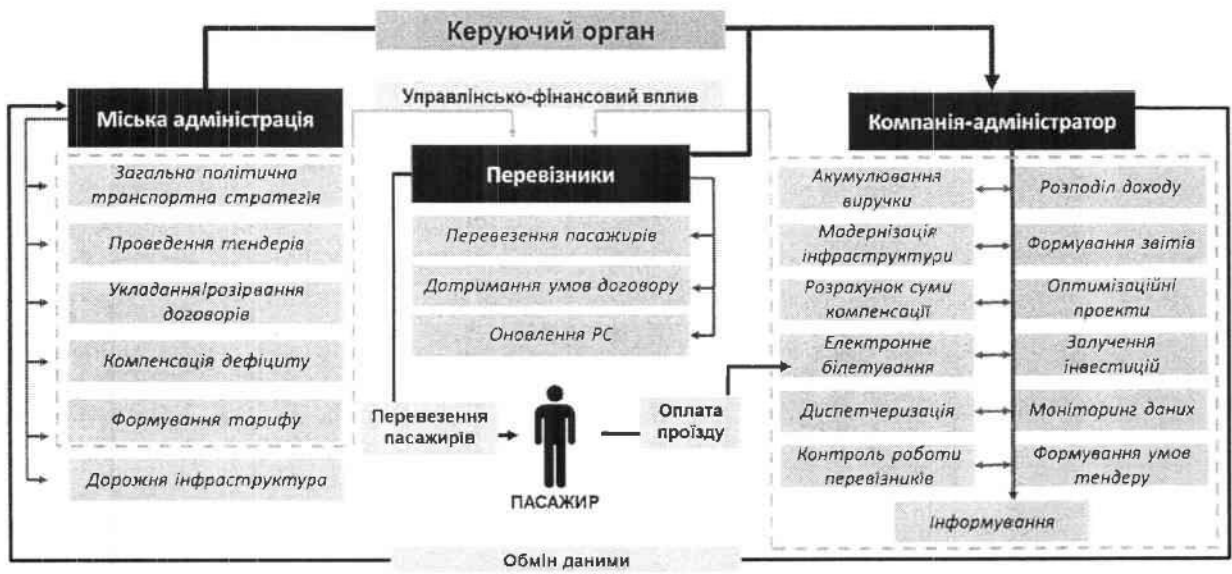 Керуючий орган
Управлінсько-фінансовий вплив
Міська адміністрація
Загальна політична
транспортна стратегія
Проведення тендерів
Укладання/розірвання
договорів
Компенсація дефіциту
Формування тарифу
Дорожня інфраструктура
Перевізники
Перевезення пасажирів
Дотримання умов договору
Оновлення РС
Перевезення
пасажирів
ПАСАЖИР
Оплата
проїзду
Компанія-адміністратор
Акумулювання
виручки
Розподіл доходу
Модернізація
інфраструктури
Формування звітів
Розрахунок суми
компенсації
Оптимізаційні
проекти
Електронне
білетування
Залучення
інвестицій
Диспетчеризація
Моніторинг даних
Контроль роботи
перевізників
Формування умов
тендеру
Інформування
Обмін даними